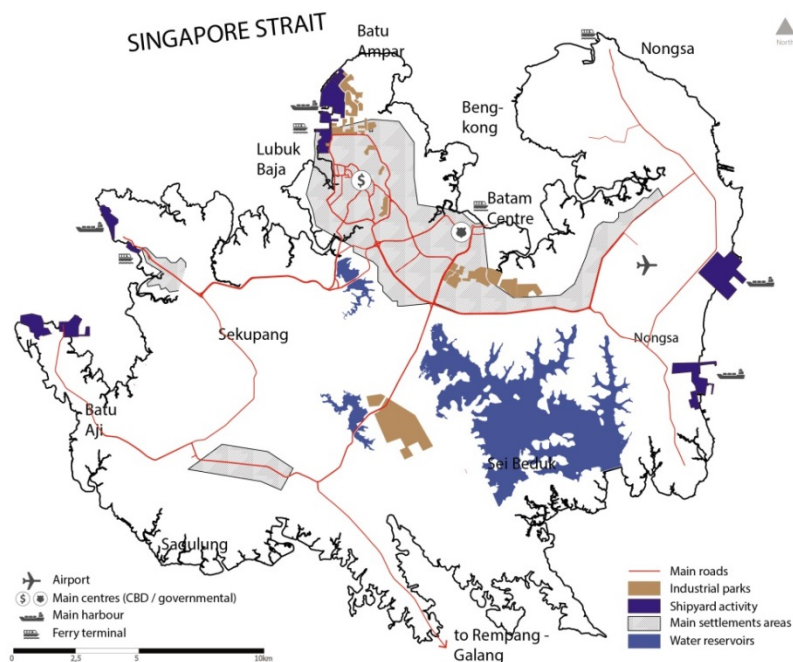 SINGAPORE STRAIT
Batu
Ampar
Nongsa
North
Beng-
kong
Lubuk
Baja
$
Batam
Centre
Sekupang
Nongsa
Batu
Aji
Sei Beduk
Sagulung
to Rempang -
Galang
Airport
$ Main centres (CBD / governmental)
Main harbour
Ferry terminal
0 2,5 5 10km
Main roads
Industrial parks
Shipyard activity
Main settlements areas
Water reservoirs